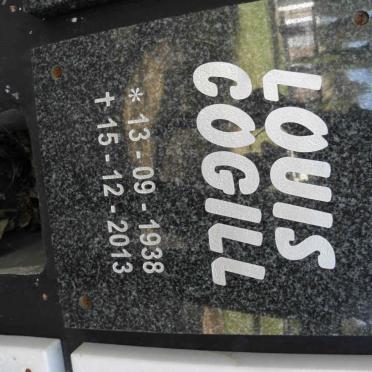 LOUIS
COGILL
* 13 - 09 - 1938
✝ 15 - 12 - 2013